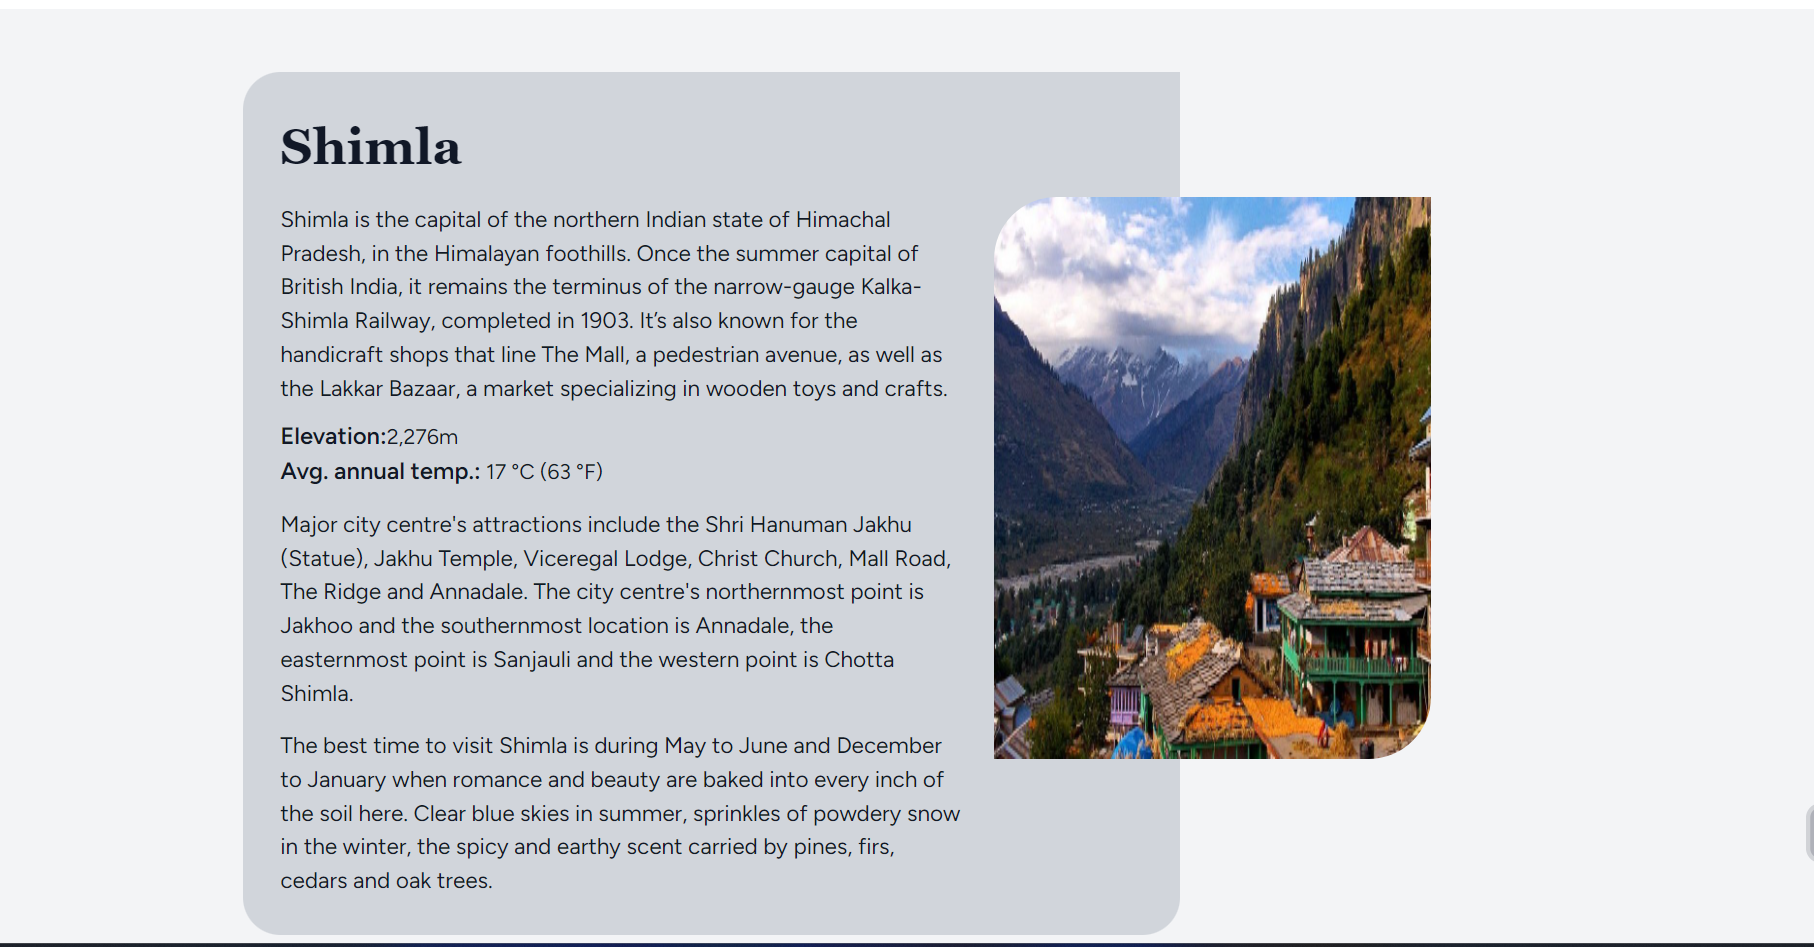 Shimla
Shimla is the capital of the northern Indian state of Himachal
Pradesh, in the Himalayan foothills. Once the summer capital of
British India, it remains the terminus of the narrow-gauge Kalka-
Shimla Railway, completed in 1903. It’s also known for the
handicraft shops that line The Mall, a pedestrian avenue, as well as
the Lakkar Bazaar, a market specializing in wooden toys and crafts.
Elevation:2,276m
Avg. annual temp.: 17 °C (63 °F)
Major city centre's attractions include the Shri Hanuman Jakhu
(Statue), Jakhu Temple, Viceregal Lodge, Christ Church, Mall Road,
The Ridge and Annadale. The city centre's northernmost point is
Jakhoo and the southernmost location is Annadale, the
easternmost point is Sanjauli and the western point is Chotta
Shimla.
The best time to visit Shimla is during May to June and December
to January when romance and beauty are baked into every inch of
the soil here. Clear blue skies in summer, sprinkles of powdery snow
in the winter, the spicy and earthy scent carried by pines, firs,
cedars and oak trees.